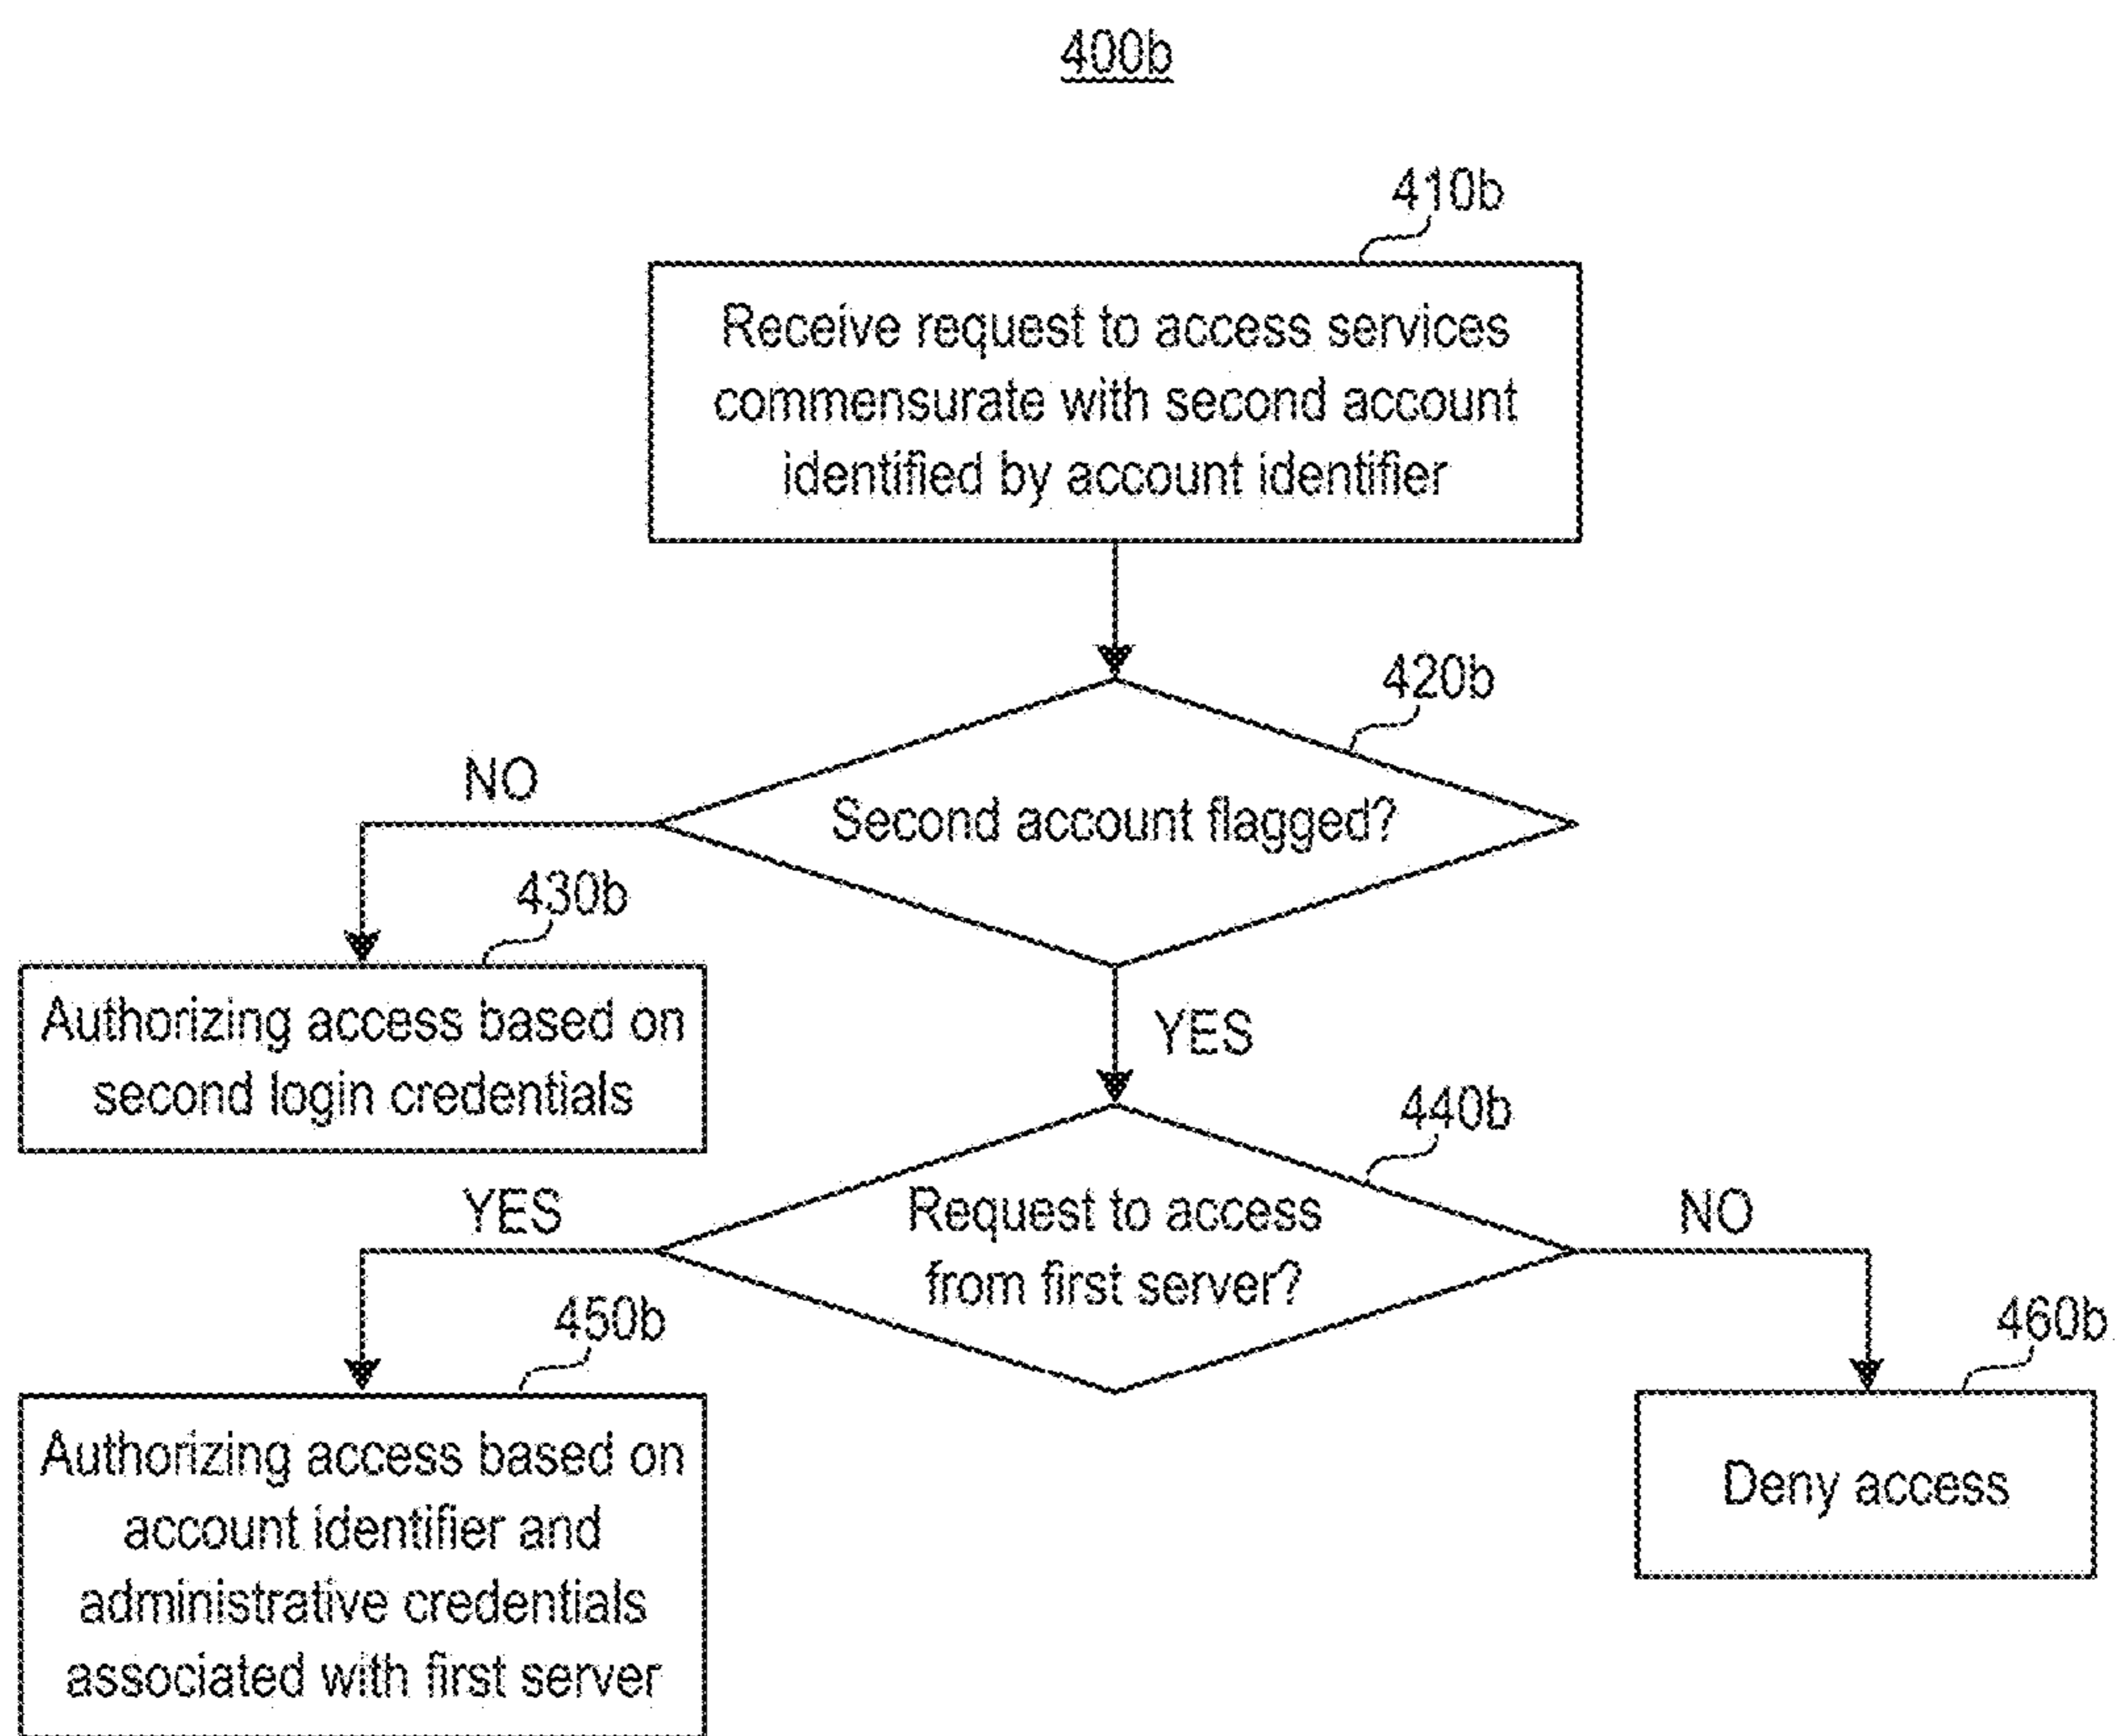 400b
410b
Receive request to access services
commensurate with second account
identified by account identifier
420b
NO
Second account flagged?
430b
Authorizing access based on
second login credentials
YES
440b
YES
Request to access
from first server?
NO
450b
460b
Authorizing access based on
account identifier and
administrative credentials
associated with first server
Deny access